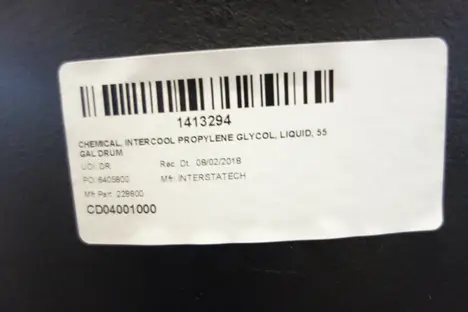 1413294
CHEMICAL, INTERCOOL PROPYLENE GLYCOL, LIQUID, 55
GAL DRUM
UOI: DR Rec. Dt. 08/02/2018
PO: 6405800 Mfr: INTERSTATECH
Mfr Part: 229800
CD04001000